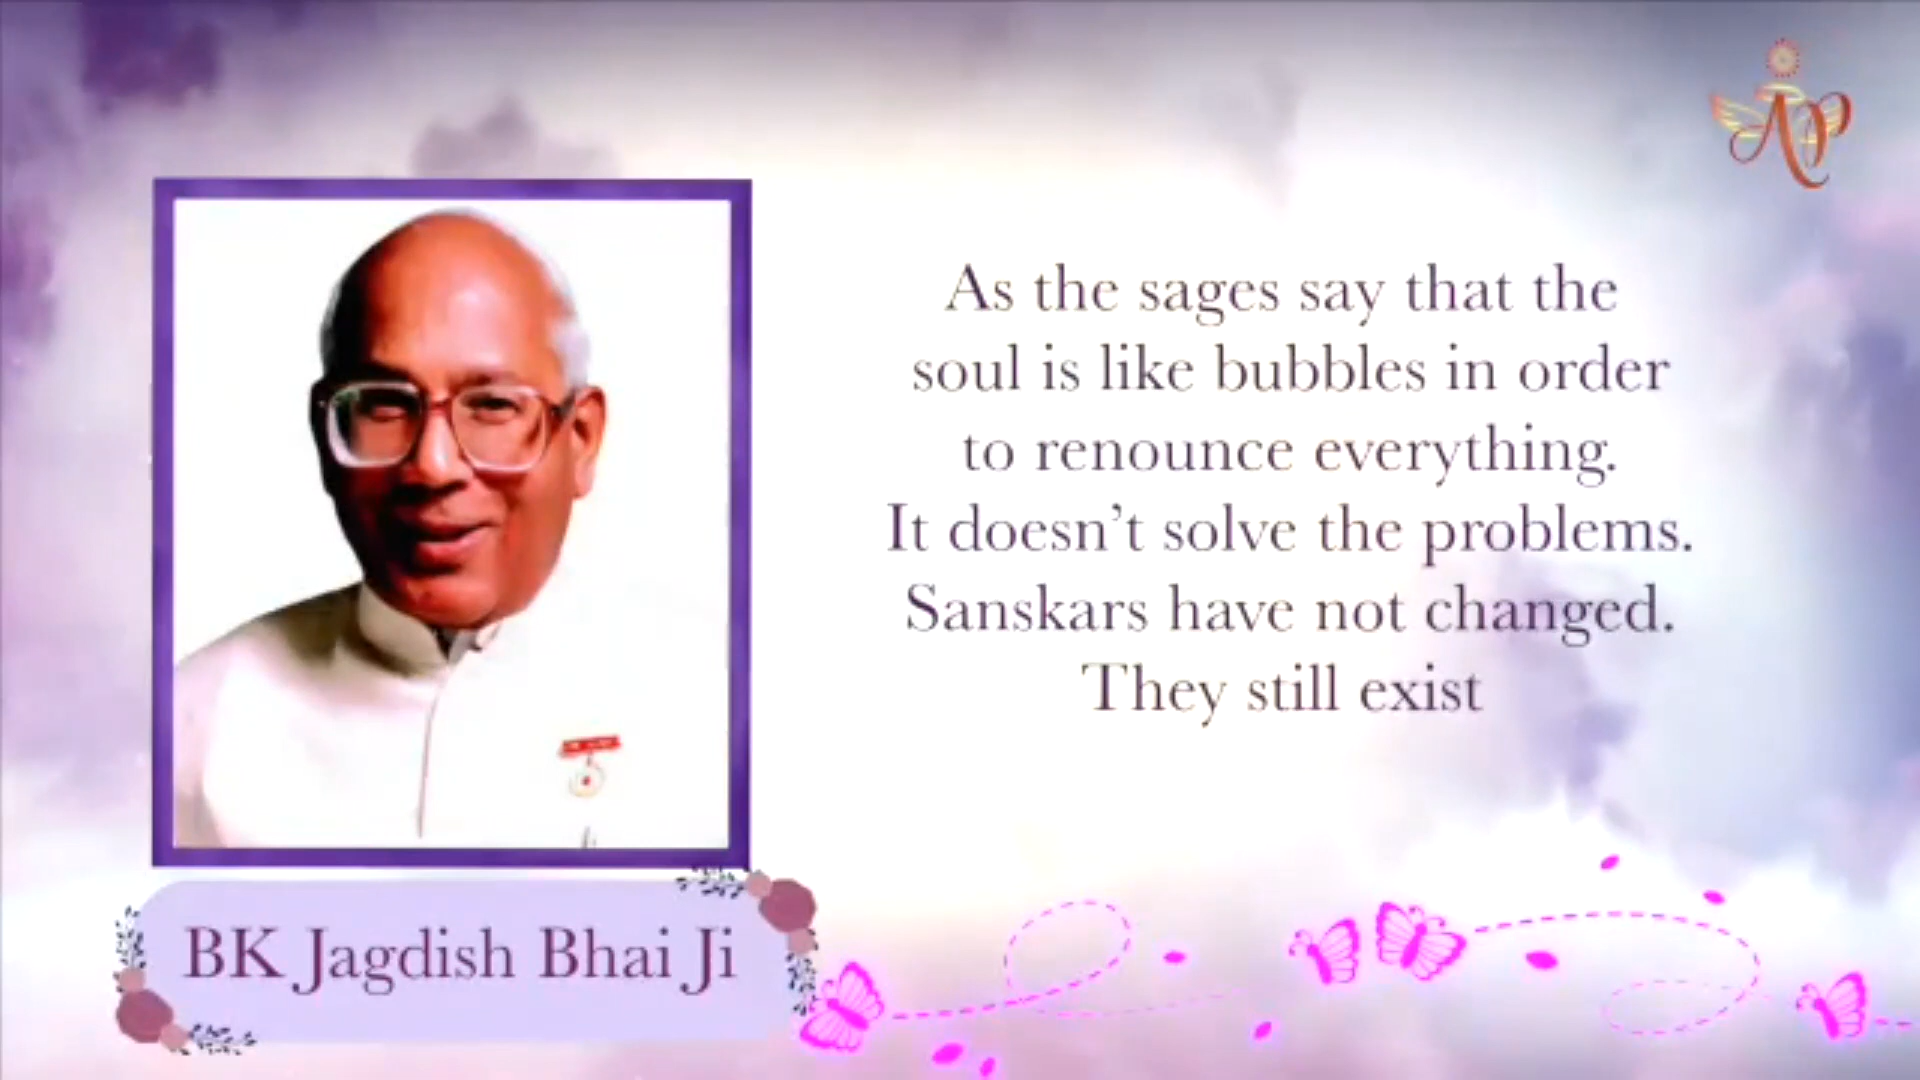 As the sages say that the
soul is like bubbles in order
to renounce everything.
It doesn't solve the problems.
Sanskars have not changed.
They still exist
BK Jagdish Bhai Ji